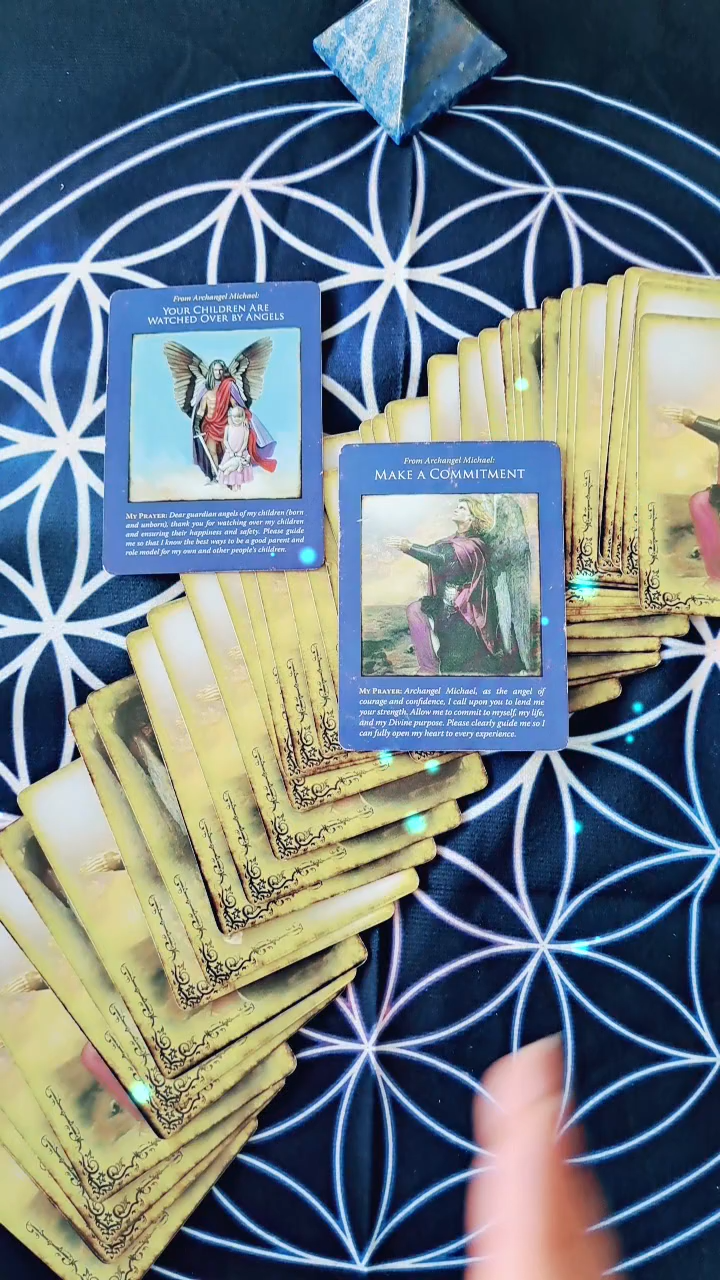 From Archangel Michael:
Your Children Are
Watched Over by Angels
My Prayer: Dear guardian angels of my children (born
and unborn), thank you for watching over my children
and ensuring their happiness and safety. Please guide
me so that I know the best ways to be a good parent and
role model for my own and other people's children.
From Archangel Michael:
Make a Commitment
My Prayer: Archangel Michael, as the angel of
courage and confidence, I call upon you to lend me
your strength, Allow me to commit to myself, my life,
and my Divine purpose. Please clearly guide me so I
can fully open my heart to every experience.